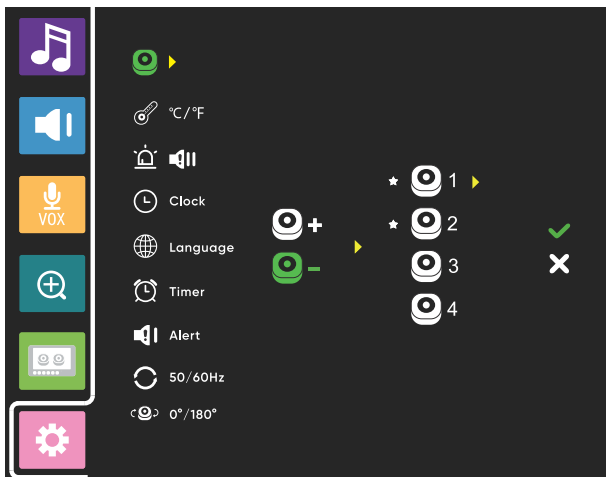 VOX
°C/°F
Clock
Language
Timer
Alert
50/60Hz
0°/180°
+
-
1
2
3
4